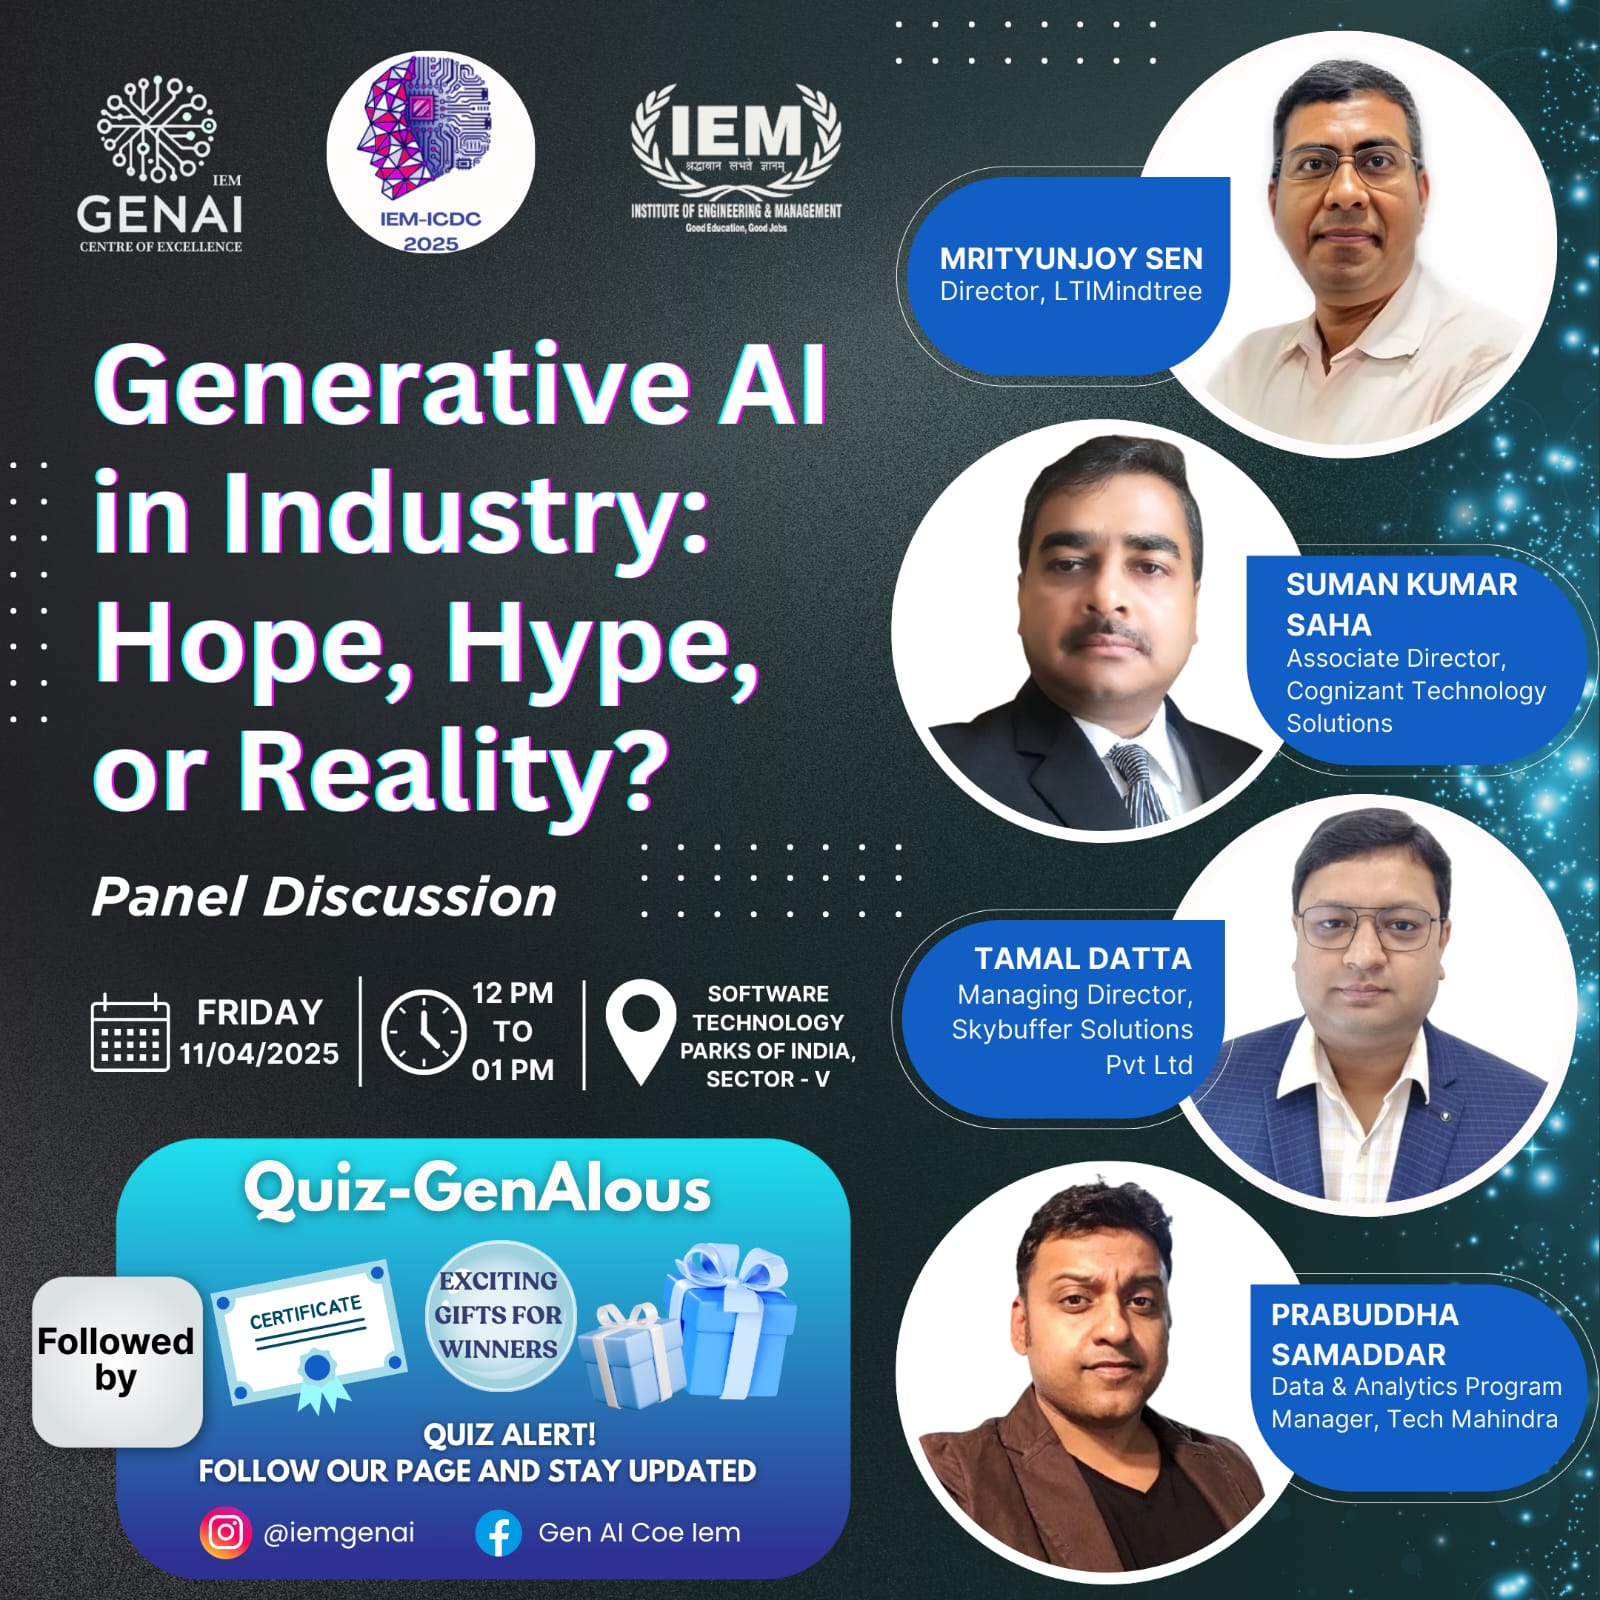 IEM
GENAI
CENTRE OF EXCELLENCE
IEM-ICDC
2025
IEM
श्रद्धावान लभते ज्ञानम्
INSTITUTE OF ENGINEERING & MANAGEMENT
Good Education, Good Jobs
Generative AI
in Industry:
Hope, Hype,
or Reality?
Panel Discussion
FRIDAY
11/04/2025
12 PM
TO
01 PM
SOFTWARE
TECHNOLOGY
PARKS OF INDIA,
SECTOR - V
MRITYUNJOY SEN
Director, LTIMindtree
SUMAN KUMAR
SAHA
Associate Director,
Cognizant Technology
Solutions
TAMAL DATTA
Managing Director,
Skybuffer Solutions
Pvt Ltd
PRABUDDHA
SAMADDAR
Data & Analytics Program
Manager, Tech Mahindra
Followed
by
Quiz-GenAIous
CERTIFICATE
EXCITING
GIFTS FOR
WINNERS
QUIZ ALERT!
FOLLOW OUR PAGE AND STAY UPDATED
@iemgenai
Gen AI Coe Iem